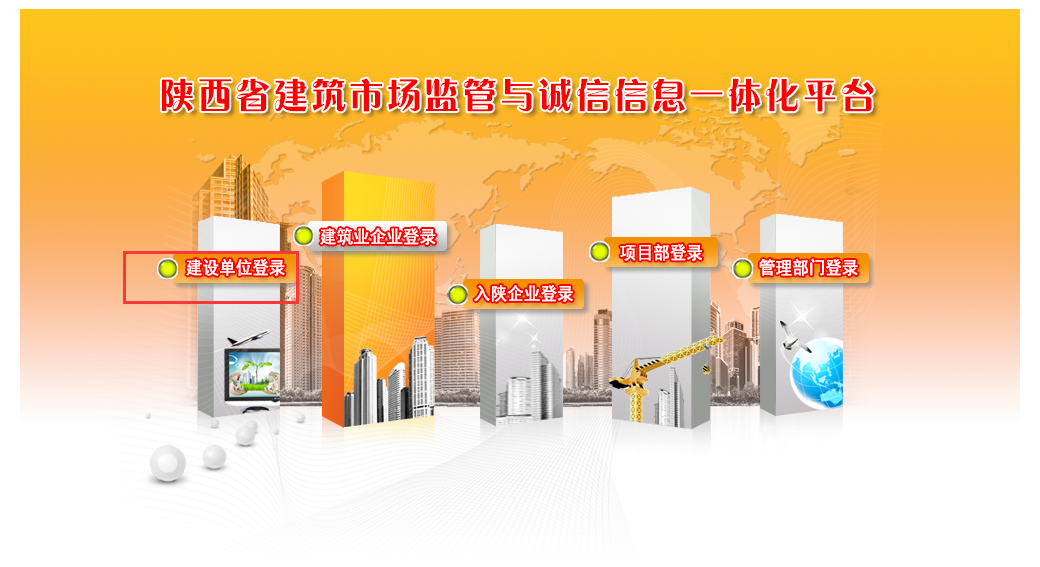 陕西省建筑市场监管与诚信信息一体化平台
建设单位登录
建筑业企业登录
入陕企业登录
项目部登录
管理部门登录